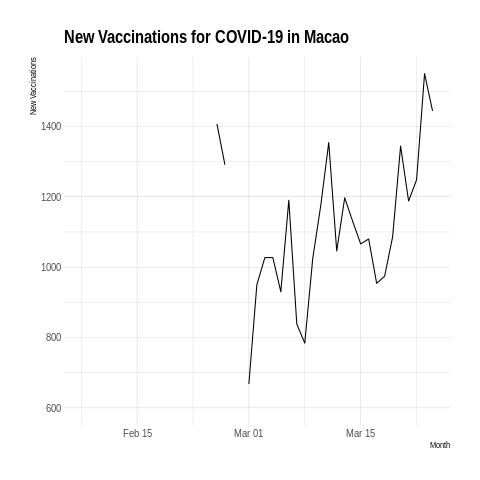 New Vaccinations for COVID-19 in Macao
New Vaccinations
1400
1200
1000
800
600
Feb 15
Mar 01
Mar 15
Month